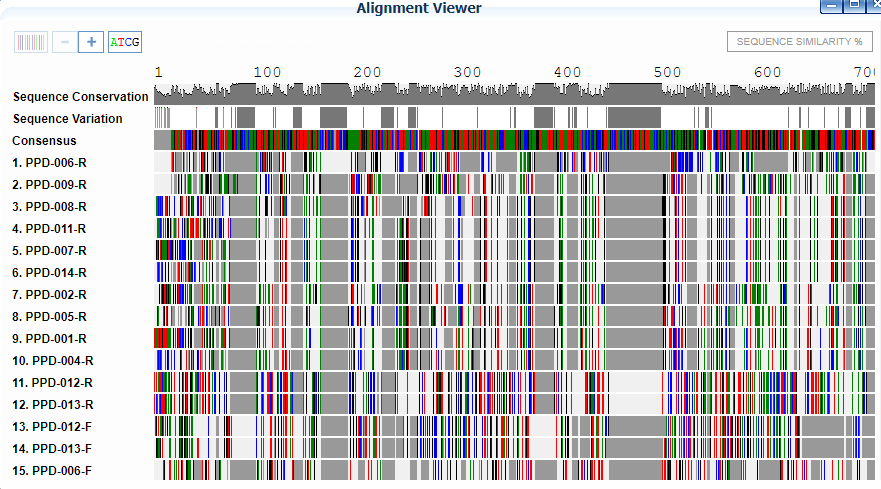 Alignment Viewer
ATCG
SEQUENCE SIMILARITY %
1 100 200 300 400 500 600 700
Sequence Conservation
Sequence Variation
Consensus
1. PPD-006-R
2. PPD-009-R
3. PPD-008-R
4. PPD-011-R
5. PPD-007-R
6. PPD-014-R
7. PPD-002-R
8. PPD-005-R
9. PPD-001-R
10. PPD-004-R
11. PPD-012-R
12. PPD-013-R
13. PPD-012-F
14. PPD-013-F
15. PPD-006-F